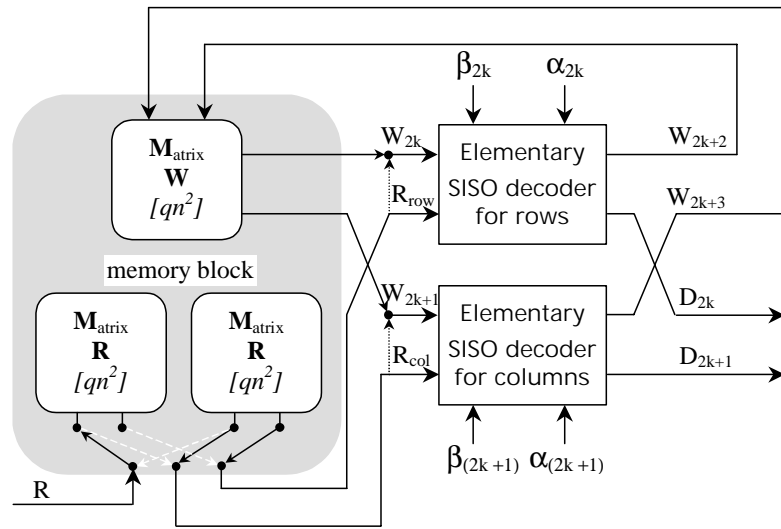 β2k
α2k
W2k
Elementary
SISO decoder
for rows
W2k+2
Matrix
W
[qn²]
Rrow
W2k+3
memory block
W2k+1
Elementary
SISO decoder
for columns
D2k
Matrix
R
[qn²]
Matrix
R
[qn²]
Rcol
D2k+1
β(2k+1)
α(2k+1)
R